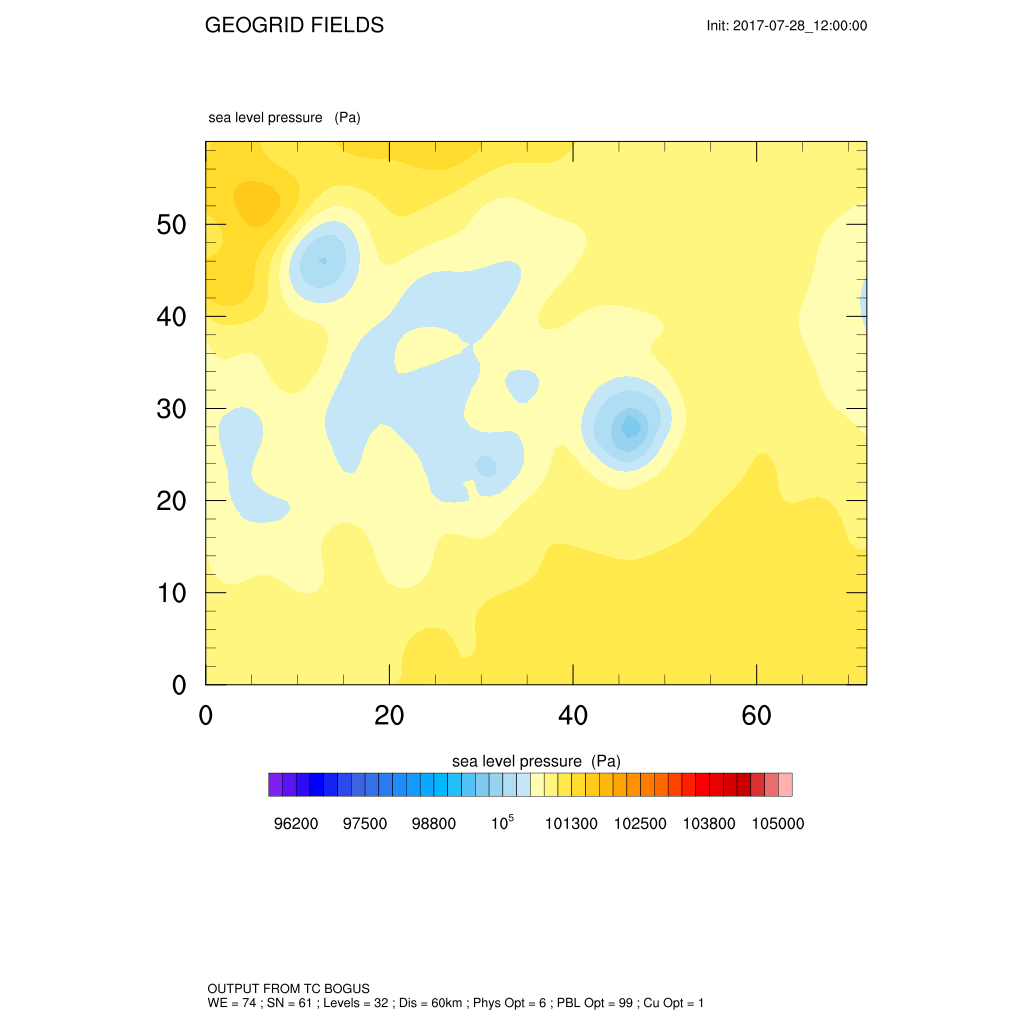 GEOGRID FIELDS
Init: 2017-07-28_12:00:00
sea level pressure (Pa)
50
40
30
20
10
0
0 20 40 60
sea level pressure (Pa)
96200 97500 98800 10⁵ 101300 102500 103800 105000
OUTPUT FROM TC BOGUS
WE = 74 ; SN = 61 ; Levels = 32 ; Dis = 60km ; Phys Opt = 6 ; PBL Opt = 99 ; Cu Opt = 1